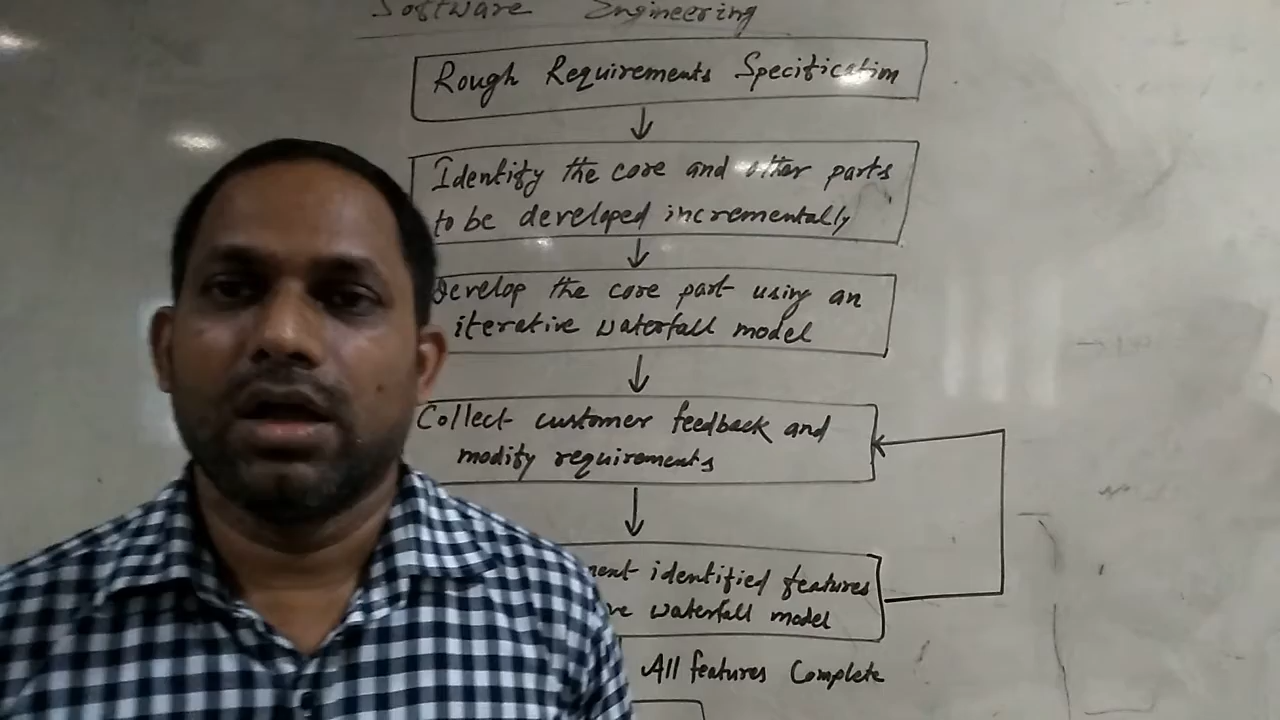 Software Engineering
Rough Requirements Specification
Identify the core and other parts
to be developed incrementally
Develop the core part using an
iterative waterfall model
Collect customer feedback and
modify requirements
identified features
waterfall model
All features Complete